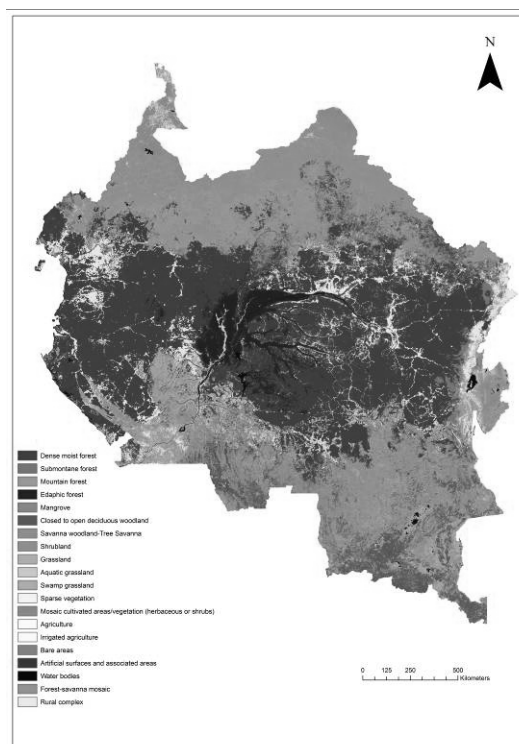 N
Dense moist forest
Submontane forest
Mountain forest
Edaphic forest
Mangrove
Closed to open deciduous woodland
Savanna woodland-Tree Savanna
Shrubland
Grassland
Aquatic grassland
Swamp grassland
Sparse vegetation
Mosaic cultivated areas/vegetation (herbaceous or shrubs)
Agriculture
Irrigated agriculture
Bare areas
Artificial surfaces and associated areas
Water bodies
Forest-savanna mosaic
Rural complex
0 125 250 500
Kilometers